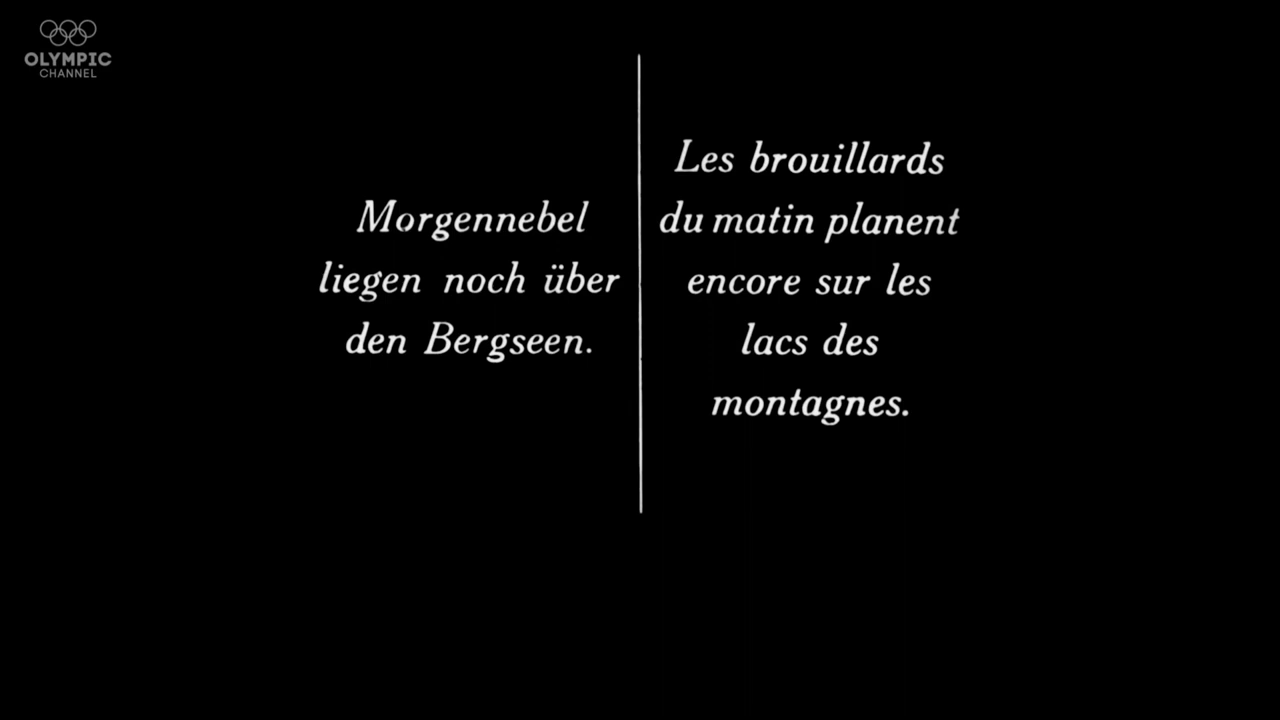 OLYMPIC
CHANNEL
Morgennebel
liegen noch über
den Bergseen.
Les brouillards
du matin planent
encore sur les
lacs des
montagnes.